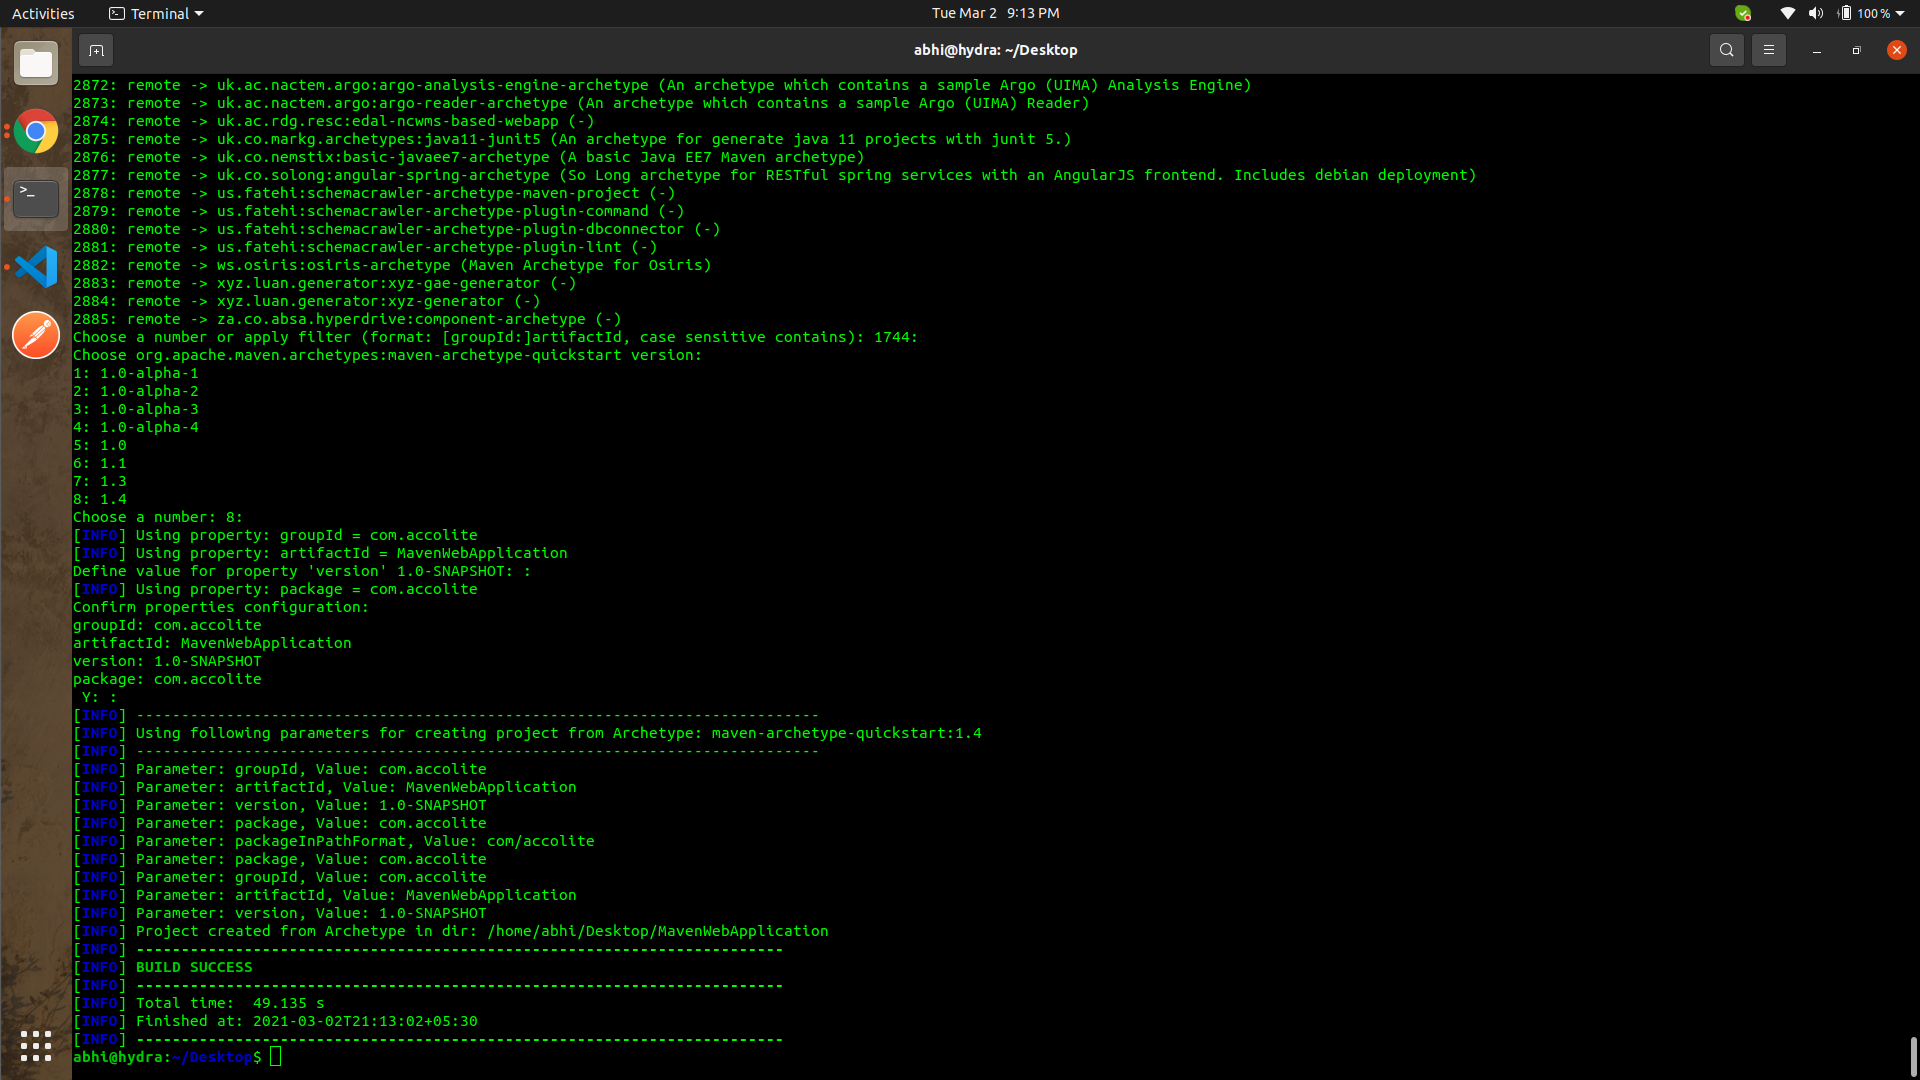 Activities
Terminal
Tue Mar 2 9:13 PM
100 %
abhi@hydra: ~/Desktop
2872: remote -> uk.ac.nactem.argo:argo-analysis-engine-archetype (An archetype which contains a sample Argo (UIMA) Analysis Engine)
2873: remote -> uk.ac.nactem.argo:argo-reader-archetype (An archetype which contains a sample Argo (UIMA) Reader)
2874: remote -> uk.ac.rdg.resc:edal-ncwms-based-webapp (-)
2875: remote -> uk.co.markg.archetypes:java11-junit5 (An archetype for generate java 11 projects with junit 5.)
2876: remote -> uk.co.nemstix:basic-javaee7-archetype (A basic Java EE7 Maven archetype)
2877: remote -> uk.co.solong:angular-spring-archetype (So Long archetype for RESTful spring services with an AngularJS frontend. Includes debian deployment)
2878: remote -> us.fatehi:schemacrawler-archetype-maven-project (-)
2879: remote -> us.fatehi:schemacrawler-archetype-plugin-command (-)
2880: remote -> us.fatehi:schemacrawler-archetype-plugin-dbconnector (-)
2881: remote -> us.fatehi:schemacrawler-archetype-plugin-lint (-)
2882: remote -> ws.osiris:osiris-archetype (Maven Archetype for Osiris)
2883: remote -> xyz.luan.generator:xyz-gae-generator (-)
2884: remote -> xyz.luan.generator:xyz-generator (-)
2885: remote -> za.co.absa.hyperdrive:component-archetype (-)
Choose a number or apply filter (format: [groupId:]artifactId, case sensitive contains): 1744:
Choose org.apache.maven.archetypes:maven-archetype-quickstart version:
1: 1.0-alpha-1
2: 1.0-alpha-2
3: 1.0-alpha-3
4: 1.0-alpha-4
5: 1.0
6: 1.1
7: 1.3
8: 1.4
Choose a number: 8:
[INFO] Using property: groupId = com.accolite
[INFO] Using property: artifactId = MavenWebApplication
Define value for property 'version' 1.0-SNAPSHOT: :
[INFO] Using property: package = com.accolite
Confirm properties configuration:
groupId: com.accolite
artifactId: MavenWebApplication
version: 1.0-SNAPSHOT
package: com.accolite
 Y: :
[INFO] ----------------------------------------------------------------------------
[INFO] Using following parameters for creating project from Archetype: maven-archetype-quickstart:1.4
[INFO] ----------------------------------------------------------------------------
[INFO] Parameter: groupId, Value: com.accolite
[INFO] Parameter: artifactId, Value: MavenWebApplication
[INFO] Parameter: version, Value: 1.0-SNAPSHOT
[INFO] Parameter: package, Value: com.accolite
[INFO] Parameter: packageInPathFormat, Value: com/accolite
[INFO] Parameter: package, Value: com.accolite
[INFO] Parameter: groupId, Value: com.accolite
[INFO] Parameter: artifactId, Value: MavenWebApplication
[INFO] Parameter: version, Value: 1.0-SNAPSHOT
[INFO] Project created from Archetype in dir: /home/abhi/Desktop/MavenWebApplication
[INFO] ------------------------------------------------------------------------
[INFO] BUILD SUCCESS
[INFO] ------------------------------------------------------------------------
[INFO] Total time:  49.135 s
[INFO] Finished at: 2021-03-02T21:13:02+05:30
[INFO] ------------------------------------------------------------------------
abhi@hydra:~/Desktop$